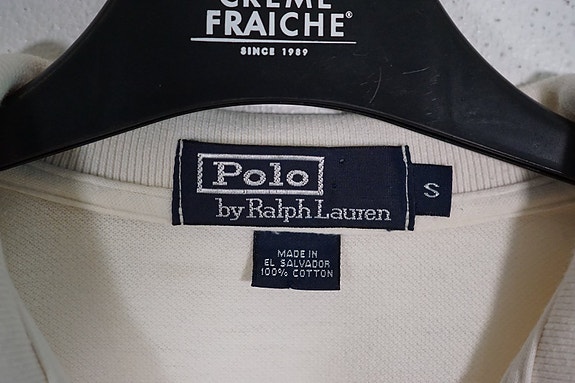 CREME
FRAICHE®
SINCE 1989
Polo
by Ralph Lauren
S
MADE IN
EL SALVADOR
100% COTTON